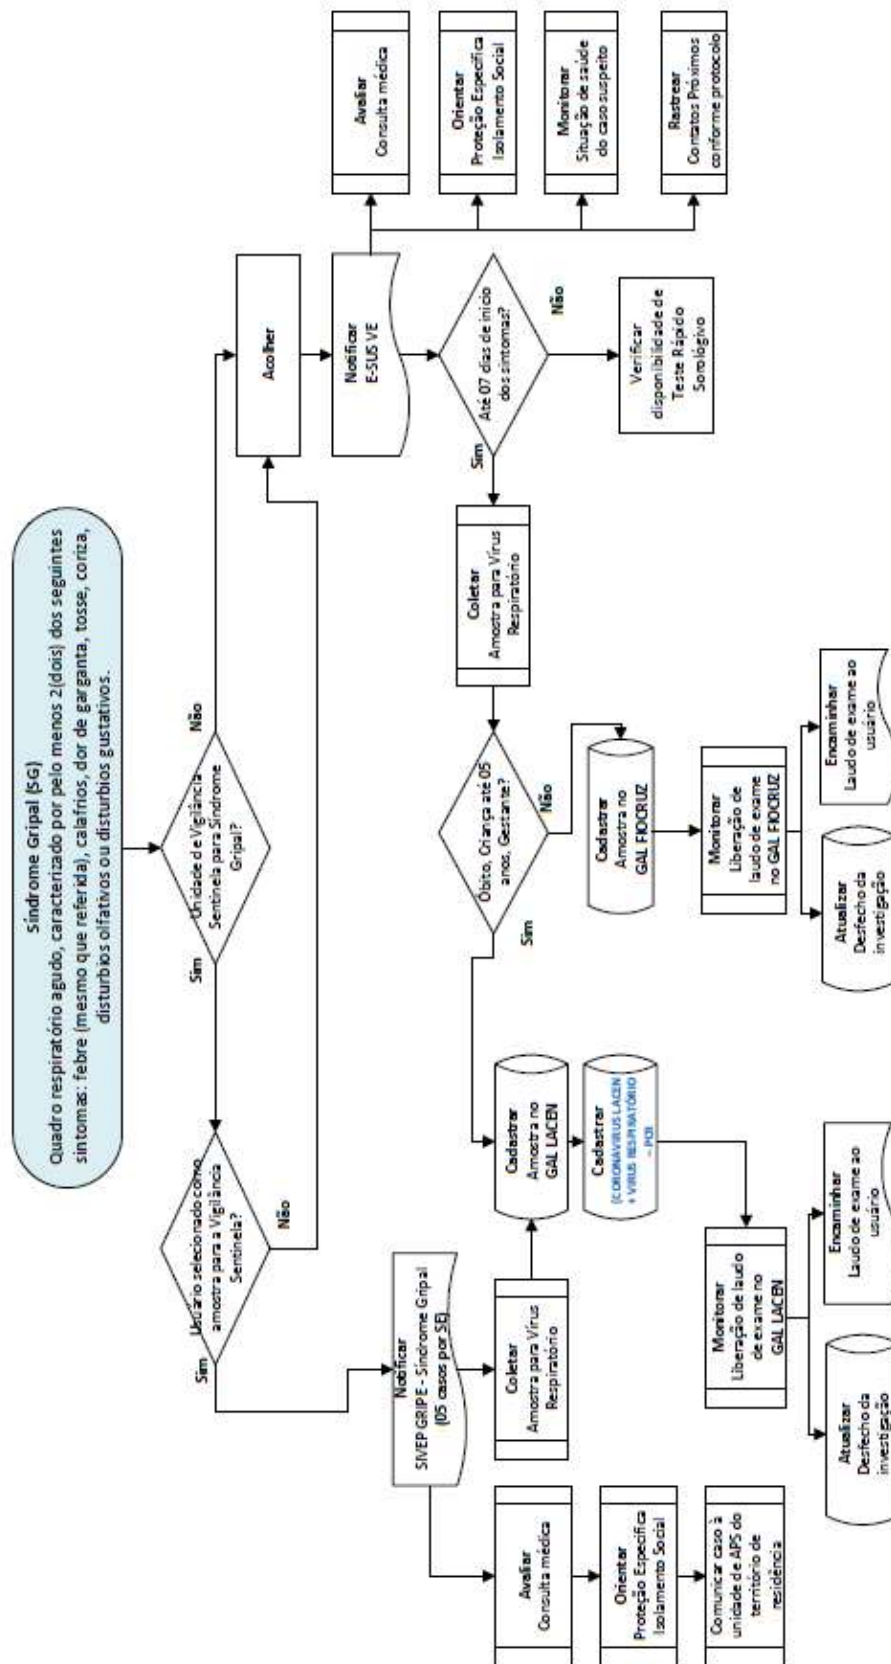 Síndrome Gripal (SG)
Quadro respiratório agudo, caracterizado por pelo menos 2(dois) dos seguintes
sintomas: febre (mesmo que referida), calafrios, dor de garganta, tosse, coriza,
disturbios olfativos ou disturbios gustativos.
Unidade de Vigilância
Sentinela para Síndrome
Gripal?
Sim
Não
Usuário selecionado como
amostra para a Vigilância
Sentinela?
Sim
Não
Acolher
Notificar
E-SUS VE
Avaliar
Consulta médica
Orientar
Proteção Específica
Isolamento Social
Monitorar
Situação de saúde
do caso suspeito
Rastrear
Contatos Próximos
conforme protocolo
Até 07 dias de inicio
dos sintomas?
Sim
Não
Verificar
disponibilidade de
Teste Rápido
Sorológivo
Coletar
Amostra para Vírus
Respiratório
Óbito, Criança até 05
anos, Gestante?
Sim
Não
Cadastrar
Amostra no
GAL FIOCRUZ
Monitorar
Liberação de
laudo de exame
no GAL FIOCRUZ
Atualizar
Desfecho da
investigação
Encaminhar
Laudo de exame ao
usuário
Notificar
SIVEP GRIPE - Síndrome Gripal
(05 casos por SE)
Coletar
Amostra para Vírus
Respiratório
Cadastrar
Amostra no
GAL LACEN
Cadastrar
(CORONAVIRUS LACEN
+ VIRUS RESPIRATÓRIO
– PCR
Monitorar
Liberação de laudo
de exame no
GAL LACEN
Atualizar
Desfecho da
investigação
Encaminhar
Laudo de exame ao
usuário
Avaliar
Consulta médica
Orientar
Proteção Específica
Isolamento Social
Comunicar caso à
unidade de APS do
território de
residência